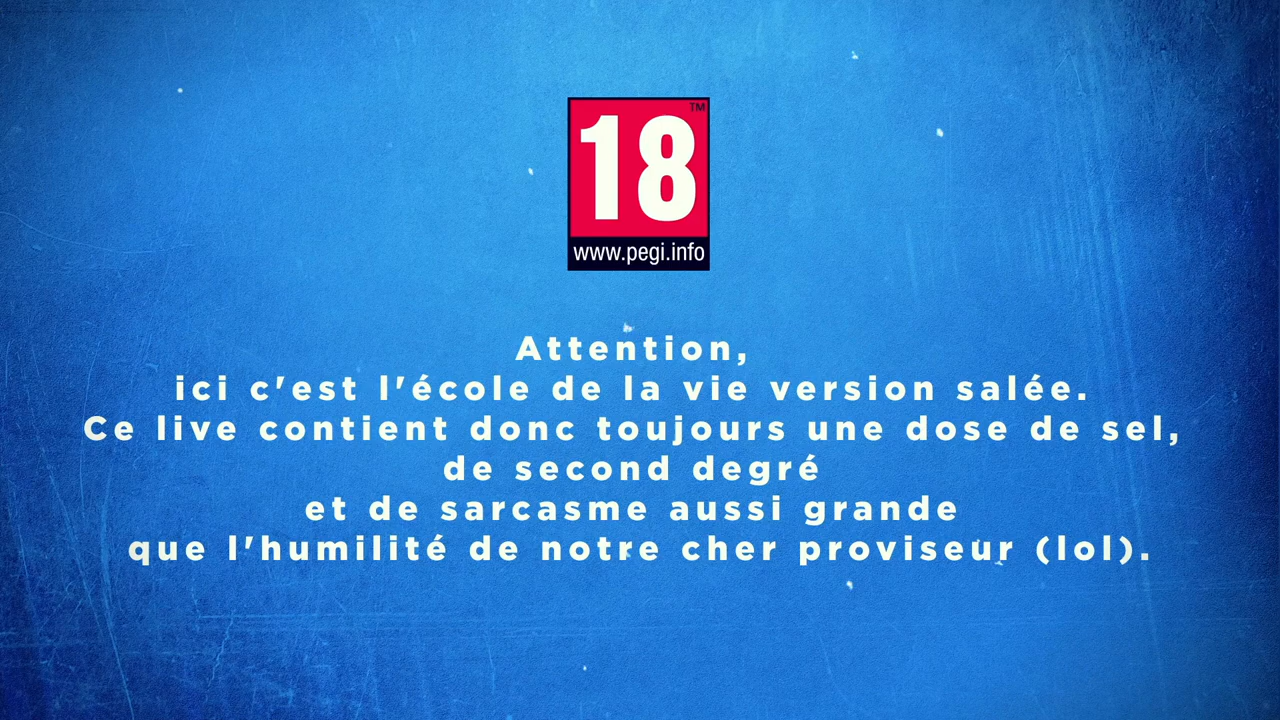 18
TM
www.pegi.info
Attention,
ici c'est l'école de la vie version salée.
Ce live contient donc toujours une dose de sel,
de second degré
et de sarcasme aussi grande
que l'humilité de notre cher proviseur (lol).